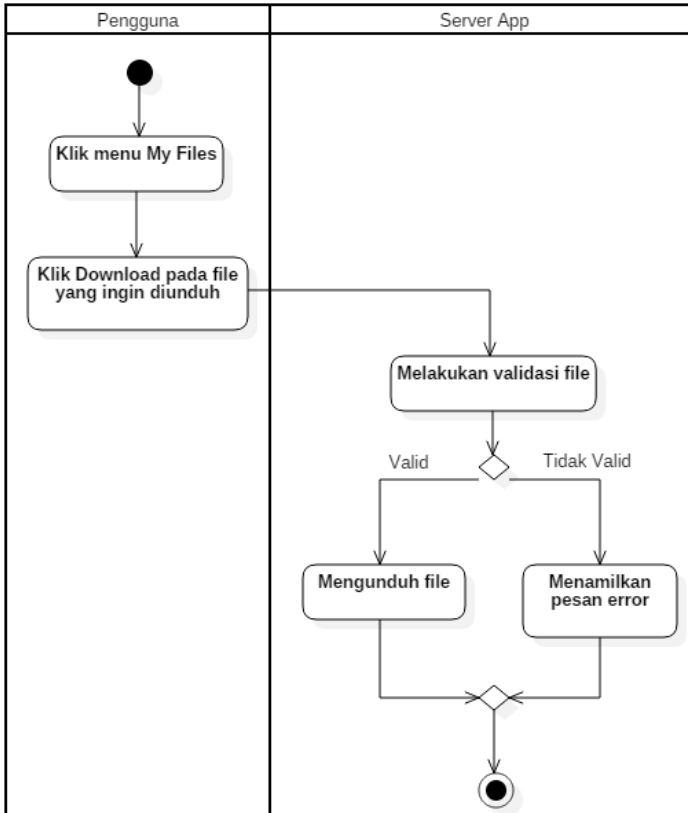 Pengguna
Server App
Klik menu My Files
Klik Download pada file
yang ingin diunduh
Melakukan validasi file
Valid
Tidak Valid
Mengunduh file
Menamilkan
pesan error